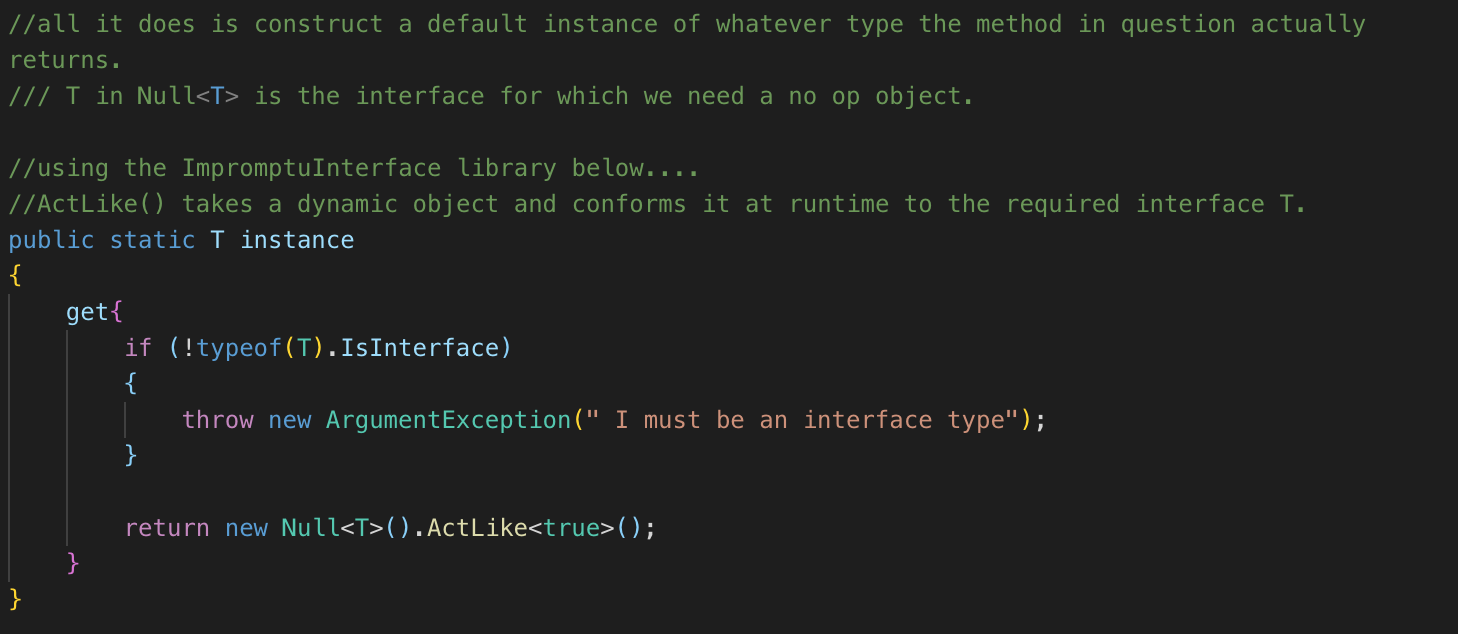 //all it does is construct a default instance of whatever type the method in question actually
returns.
/// T in Null<T> is the interface for which we need a no op object.
//using the ImpromptuInterface library below....
//ActLike() takes a dynamic object and conforms it at runtime to the required interface T.
public static T instance
{
get{
if (!typeof(T).IsInterface)
{
throw new ArgumentException(" I must be an interface type");
}
return new Null<T>().ActLike<true>();
}
}